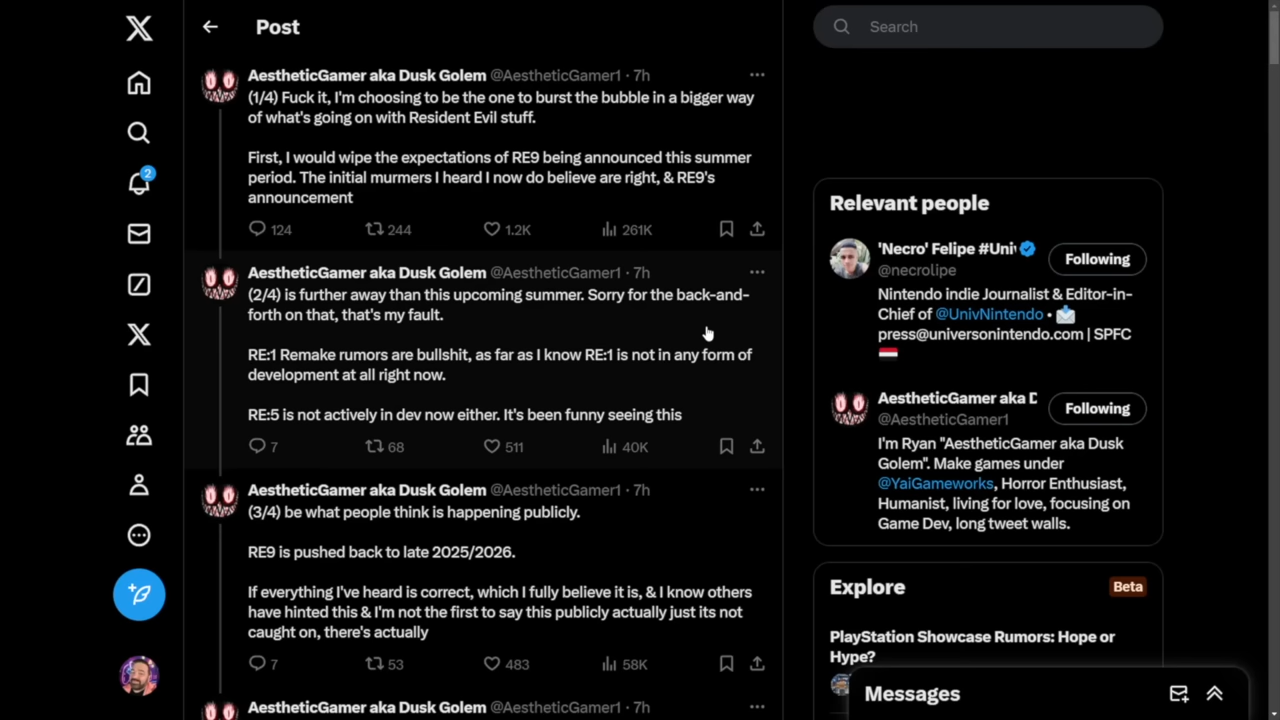 Post
AestheticGamer aka Dusk Golem @AestheticGamer1 · 7h
(1/4) Fuck it, I'm choosing to be the one to burst the bubble in a bigger way
of what's going on with Resident Evil stuff.
First, I would wipe the expectations of RE9 being announced this summer
period. The initial murmers I heard I now do believe are right, & RE9's
announcement
124 244 1.2K 261K
AestheticGamer aka Dusk Golem @AestheticGamer1 · 7h
(2/4) is further away than this upcoming summer. Sorry for the back-and-
forth on that, that's my fault.
RE:1 Remake rumors are bullshit, as far as I know RE:1 is not in any form of
development at all right now.
RE:5 is not actively in dev now either. It's been funny seeing this
7 68 511 40K
AestheticGamer aka Dusk Golem @AestheticGamer1 · 7h
(3/4) be what people think is happening publicly.
RE9 is pushed back to late 2025/2026.
If everything I've heard is correct, which I fully believe it is, & I know others
have hinted this & I'm not the first to say this publicly actually just its not
caught on, there's actually
7 53 483 58K
AestheticGamer aka Dusk Golem @AestheticGamer1 · 7h
2
Search
Relevant people
'Necro' Felipe #Uni
@necrolipe
Following
Nintendo indie Journalist & Editor-in-
Chief of @UnivNintendo •
press@universonintendo.com | SPFC
AestheticGamer aka D
@AestheticGamer1
Following
I'm Ryan "AestheticGamer aka Dusk
Golem". Make games under
@YaiGameworks, Horror Enthusiast,
Humanist, living for love, focusing on
Game Dev, long tweet walls.
Explore
Beta
PlayStation Showcase Rumors: Hope or
Hype?
Messages